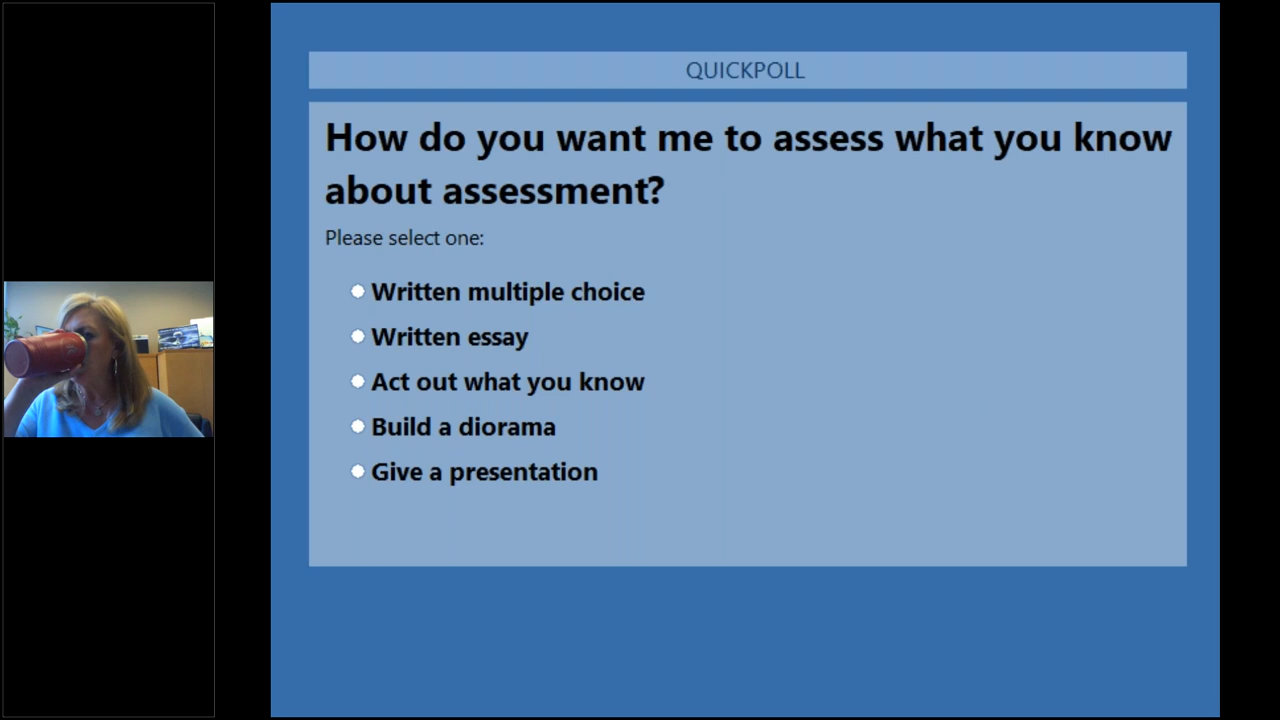 QUICKPOLL
How do you want me to assess what you know
about assessment?
Please select one:
Written multiple choice
Written essay
Act out what you know
Build a diorama
Give a presentation